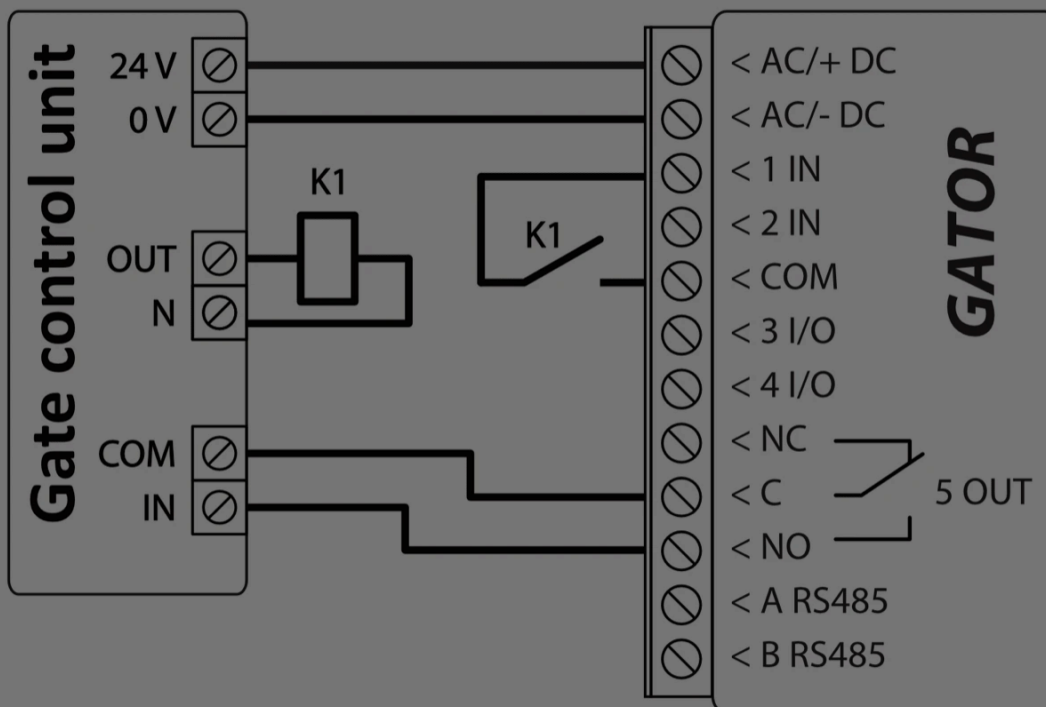 Gate control unit
24 V
0 V
OUT
N
COM
IN
K1
K1
< AC/+ DC
< AC/- DC
< 1 IN
< 2 IN
< COM
< 3 I/O
< 4 I/O
< NC
< C
< NO
< A RS485
< B RS485
5 OUT
GATOR